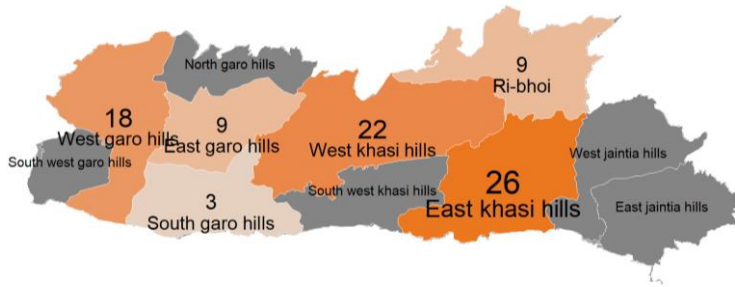 North garo hills
9
Ri-bhoi
18
West garo hills
9
East garo hills
22
West khasi hills
West jaintia hills
South west garo hills
South west khasi hills
26
East khasi hills
3
South garo hills
East jaintia hills